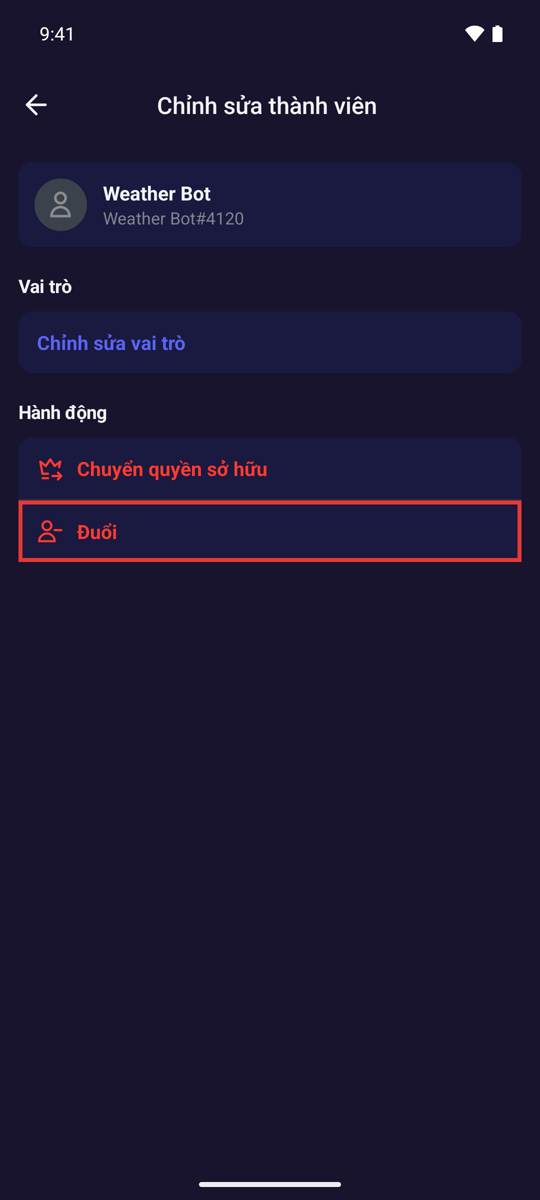 9:41
Chỉnh sửa thành viên
Weather Bot
Weather Bot#4120
Vai trò
Chỉnh sửa vai trò
Hành động
Chuyển quyền sở hữu
Đuổi